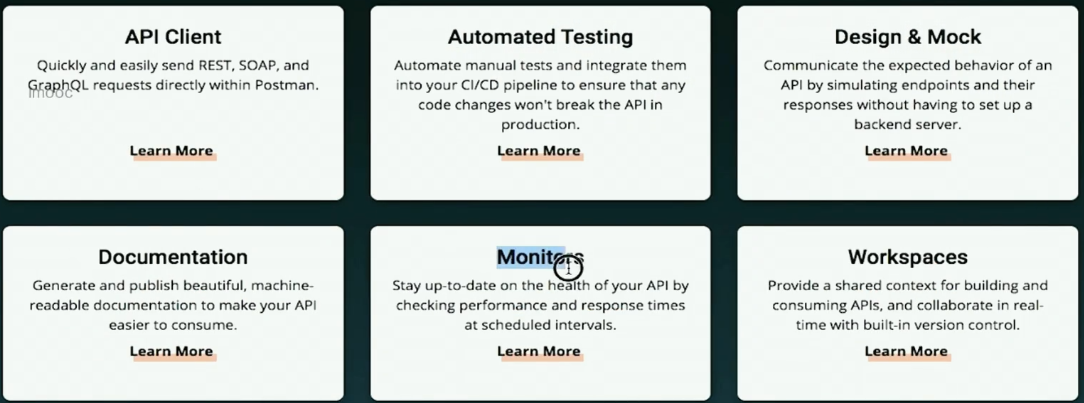 API Client
Quickly and easily send REST, SOAP, and
GraphQL requests directly within Postman.
imooc
Learn More
Automated Testing
Automate manual tests and integrate them
into your CI/CD pipeline to ensure that any
code changes won't break the API in
production.
Learn More
Design & Mock
Communicate the expected behavior of an
API by simulating endpoints and their
responses without having to set up a
backend server.
Learn More
Documentation
Generate and publish beautiful, machine-
readable documentation to make your API
easier to consume.
Learn More
Monitors
Stay up-to-date on the health of your API by
checking performance and response times
at scheduled intervals.
Learn More
Workspaces
Provide a shared context for building and
consuming APIs, and collaborate in real-
time with built-in version control.
Learn More